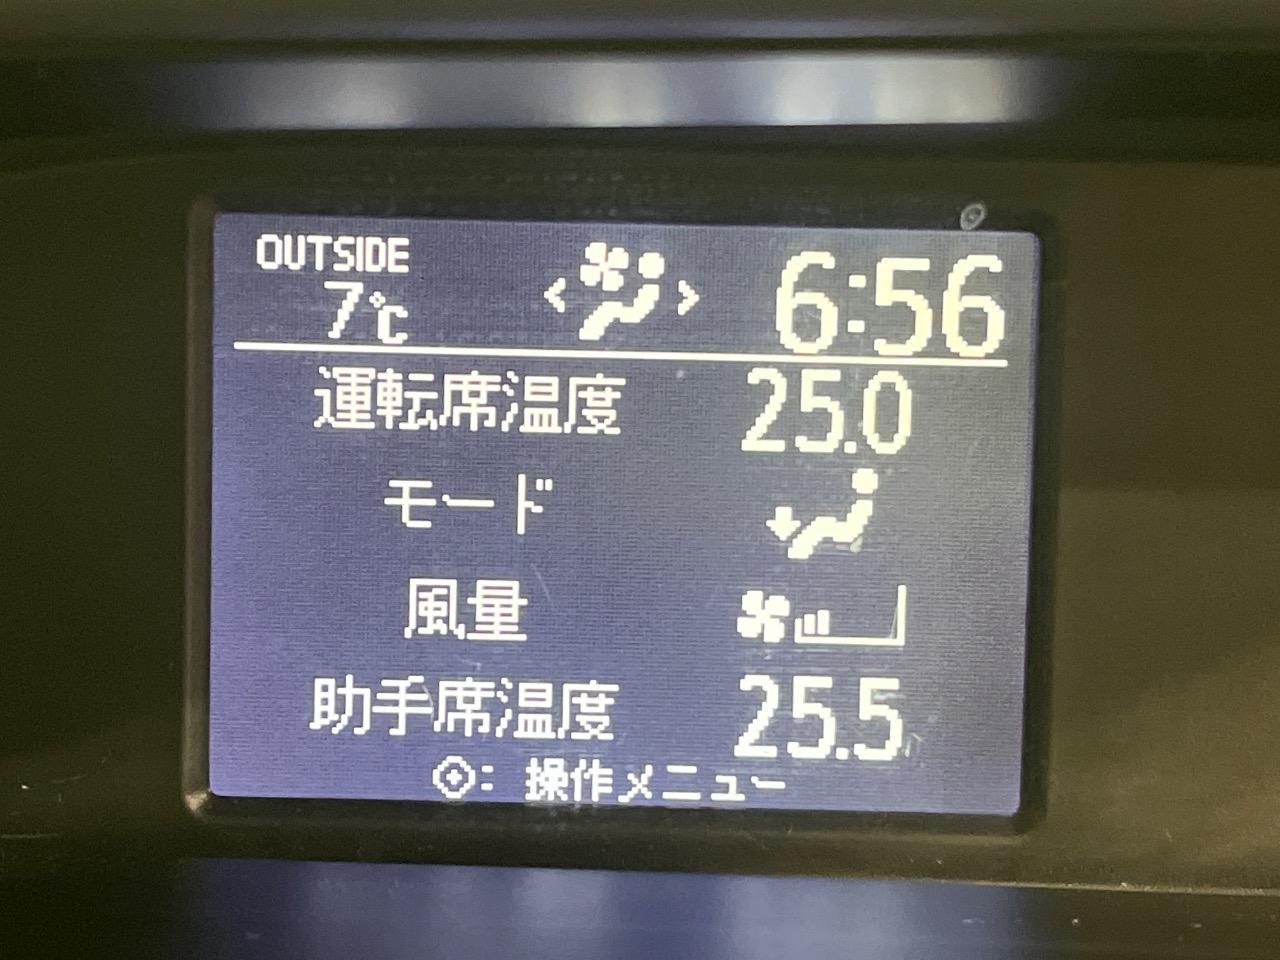 OUTSIDE
7℃
6:56
運転席温度 25.0
モード
風量
助手席温度 25.5
: 操作メニュー